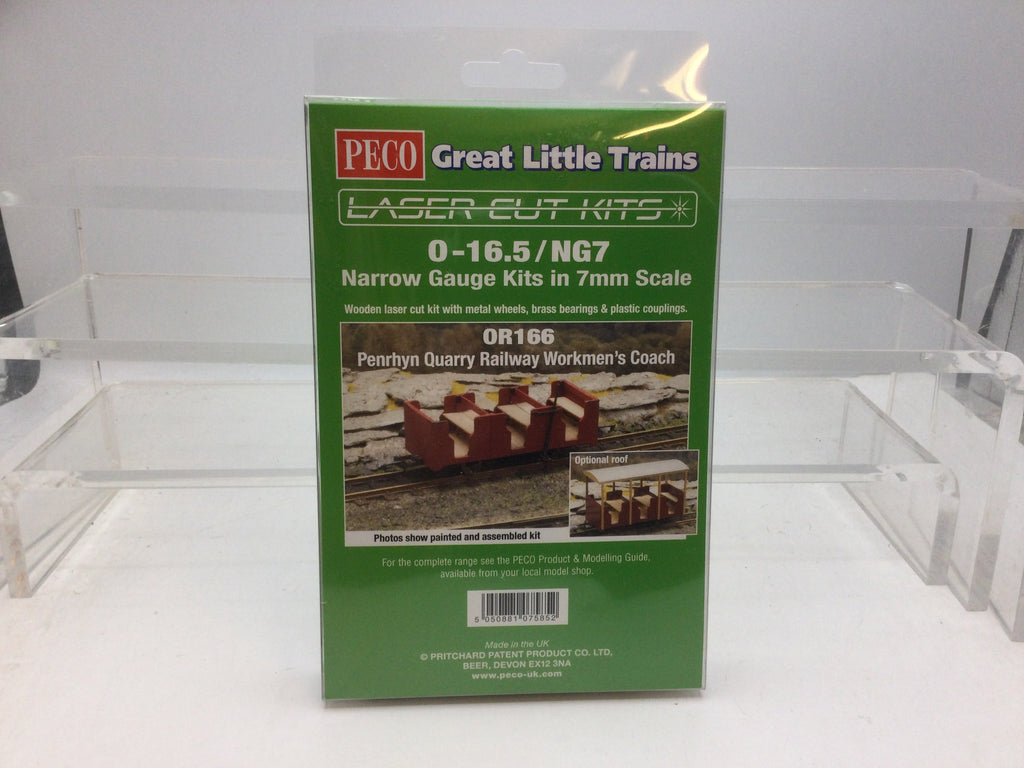 PECO Great Little Trains
LASER CUT KITS
0-16.5/NG7
Narrow Gauge Kits in 7mm Scale
Wooden laser cut kit with metal wheels, brass bearings & plastic couplings.
OR166
Penrhyn Quarry Railway Workmen's Coach
Optional roof
Photos show painted and assembled kit
For the complete range see the PECO Product & Modelling Guide,
available from your local model shop.
5 050881 075852
Made in the UK
© PRITCHARD PATENT PRODUCT CO. LTD,
BEER, DEVON EX12 3NA
www.peco-uk.com